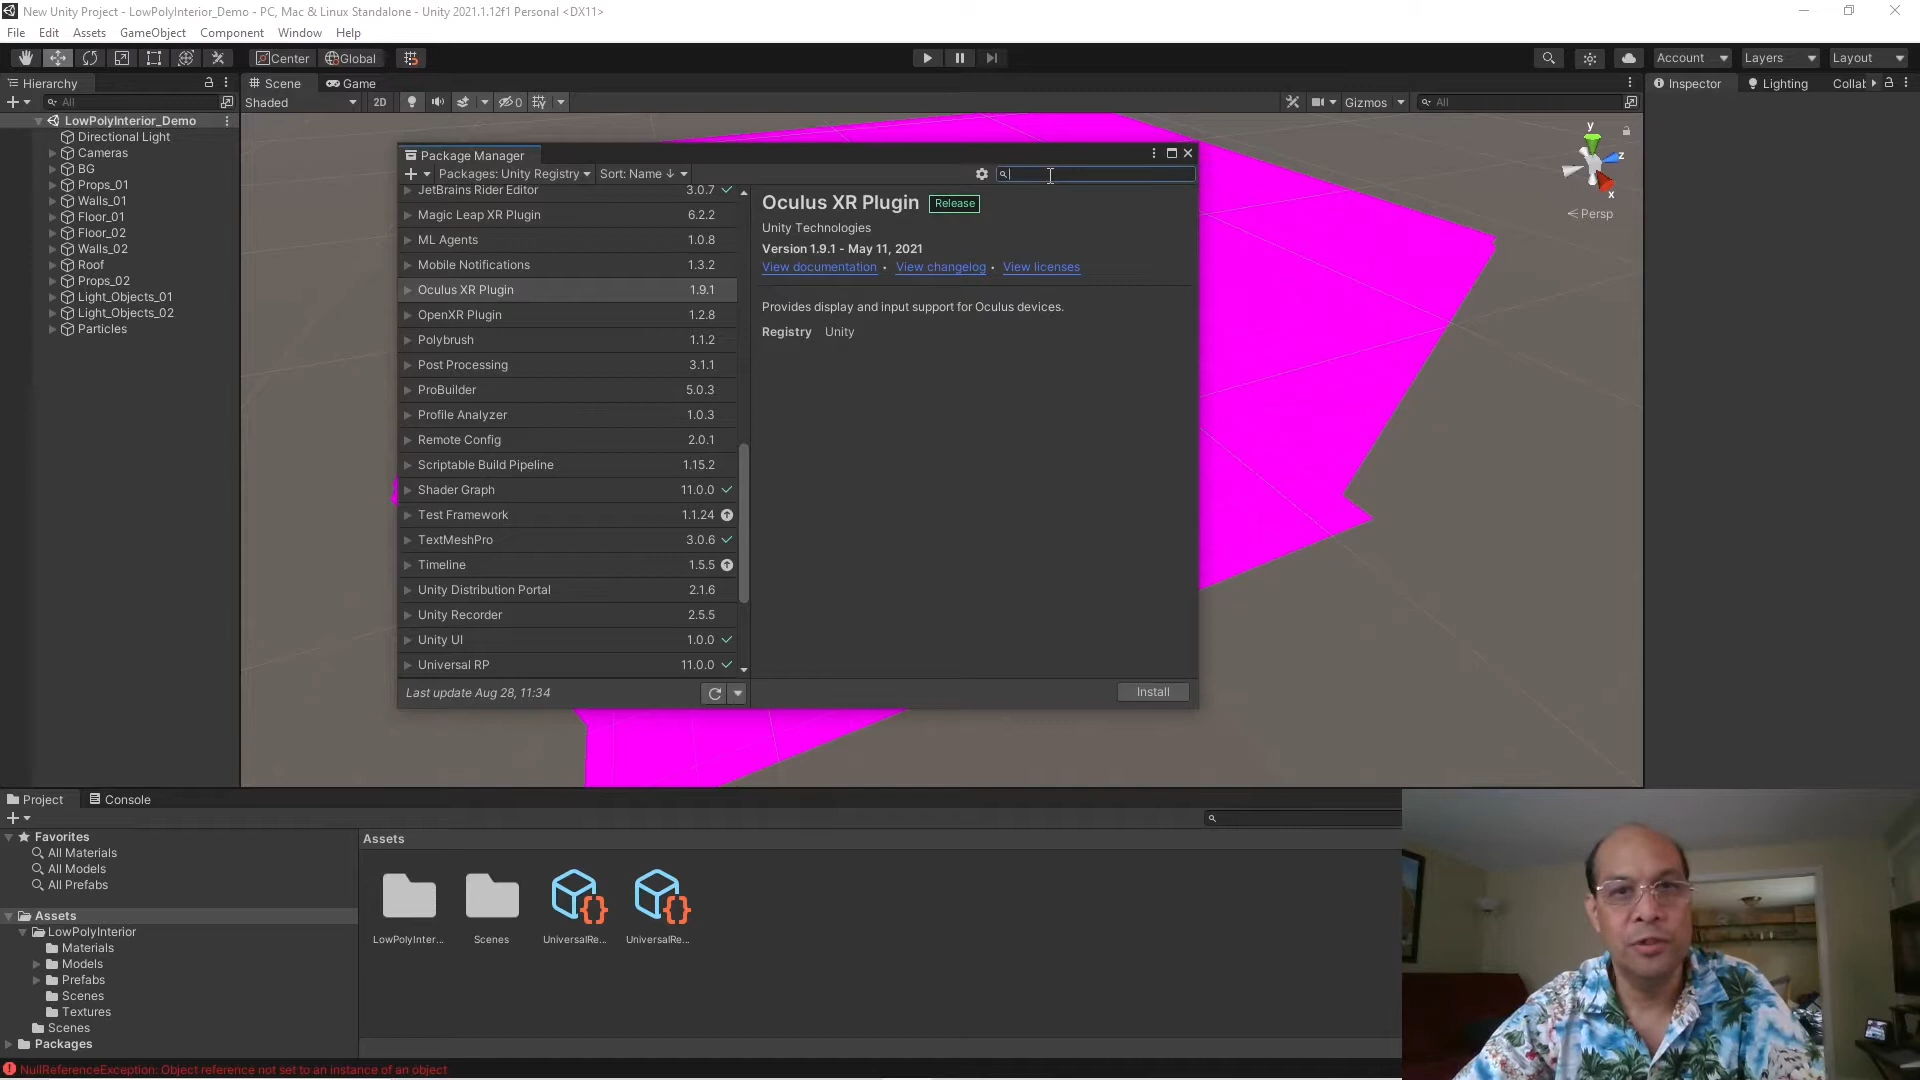 New Unity Project - LowPolyInterior_Demo - PC, Mac & Linux Standalone - Unity 2021.1.12f1 Personal <DX11>
File Edit Assets GameObject Component Window Help
Center Global Account Layers Layout
Hierarchy
All
LowPolyInterior_Demo
Directional Light
Cameras
BG
Props_01
Walls_01
Floor_01
Floor_02
Walls_02
Roof
Props_02
Light_Objects_01
Light_Objects_02
Particles
Scene Game
Shaded 2D 0 Gizmos All
y
z
x
Persp
Inspector Lighting Collab
Package Manager
Packages: Unity Registry Sort: Name ↓
JetBrains Rider Editor 3.0.7
Magic Leap XR Plugin 6.2.2
ML Agents 1.0.8
Mobile Notifications 1.3.2
Oculus XR Plugin 1.9.1
OpenXR Plugin 1.2.8
Polybrush 1.1.2
Post Processing 3.1.1
ProBuilder 5.0.3
Profile Analyzer 1.0.3
Remote Config 2.0.1
Scriptable Build Pipeline 1.15.2
Shader Graph 11.0.0
Test Framework 1.1.24
TextMeshPro 3.0.6
Timeline 1.5.5
Unity Distribution Portal 2.1.6
Unity Recorder 2.5.5
Unity UI 1.0.0
Universal RP 11.0.0
Last update Aug 28, 11:34
Oculus XR Plugin Release
Unity Technologies
Version 1.9.1 - May 11, 2021
View documentation • View changelog • View licenses
Provides display and input support for Oculus devices.
Registry Unity
Install
Project Console
Favorites
All Materials
All Models
All Prefabs
Assets
LowPolyInterior
Materials
Models
Prefabs
Scenes
Textures
Scenes
Packages
Assets
LowPolyInter... Scenes UniversalRe... UniversalRe...
NullReferenceException: Object reference not set to an instance of an object